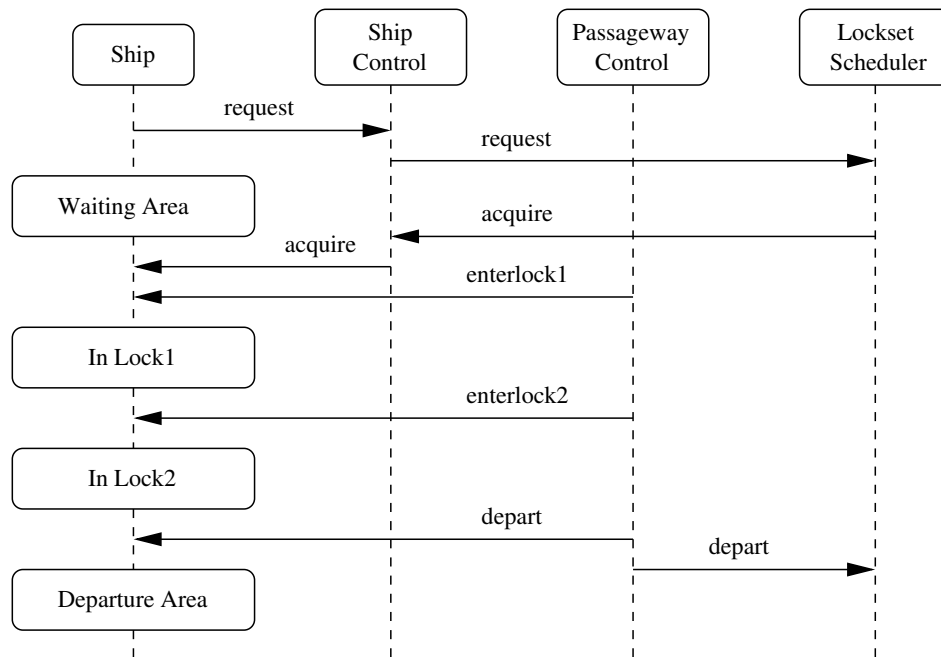 Ship
Ship
Control
Passageway
Control
Lockset
Scheduler
request
request
Waiting Area
acquire
acquire
enterlock1
In Lock1
enterlock2
In Lock2
depart
depart
Departure Area